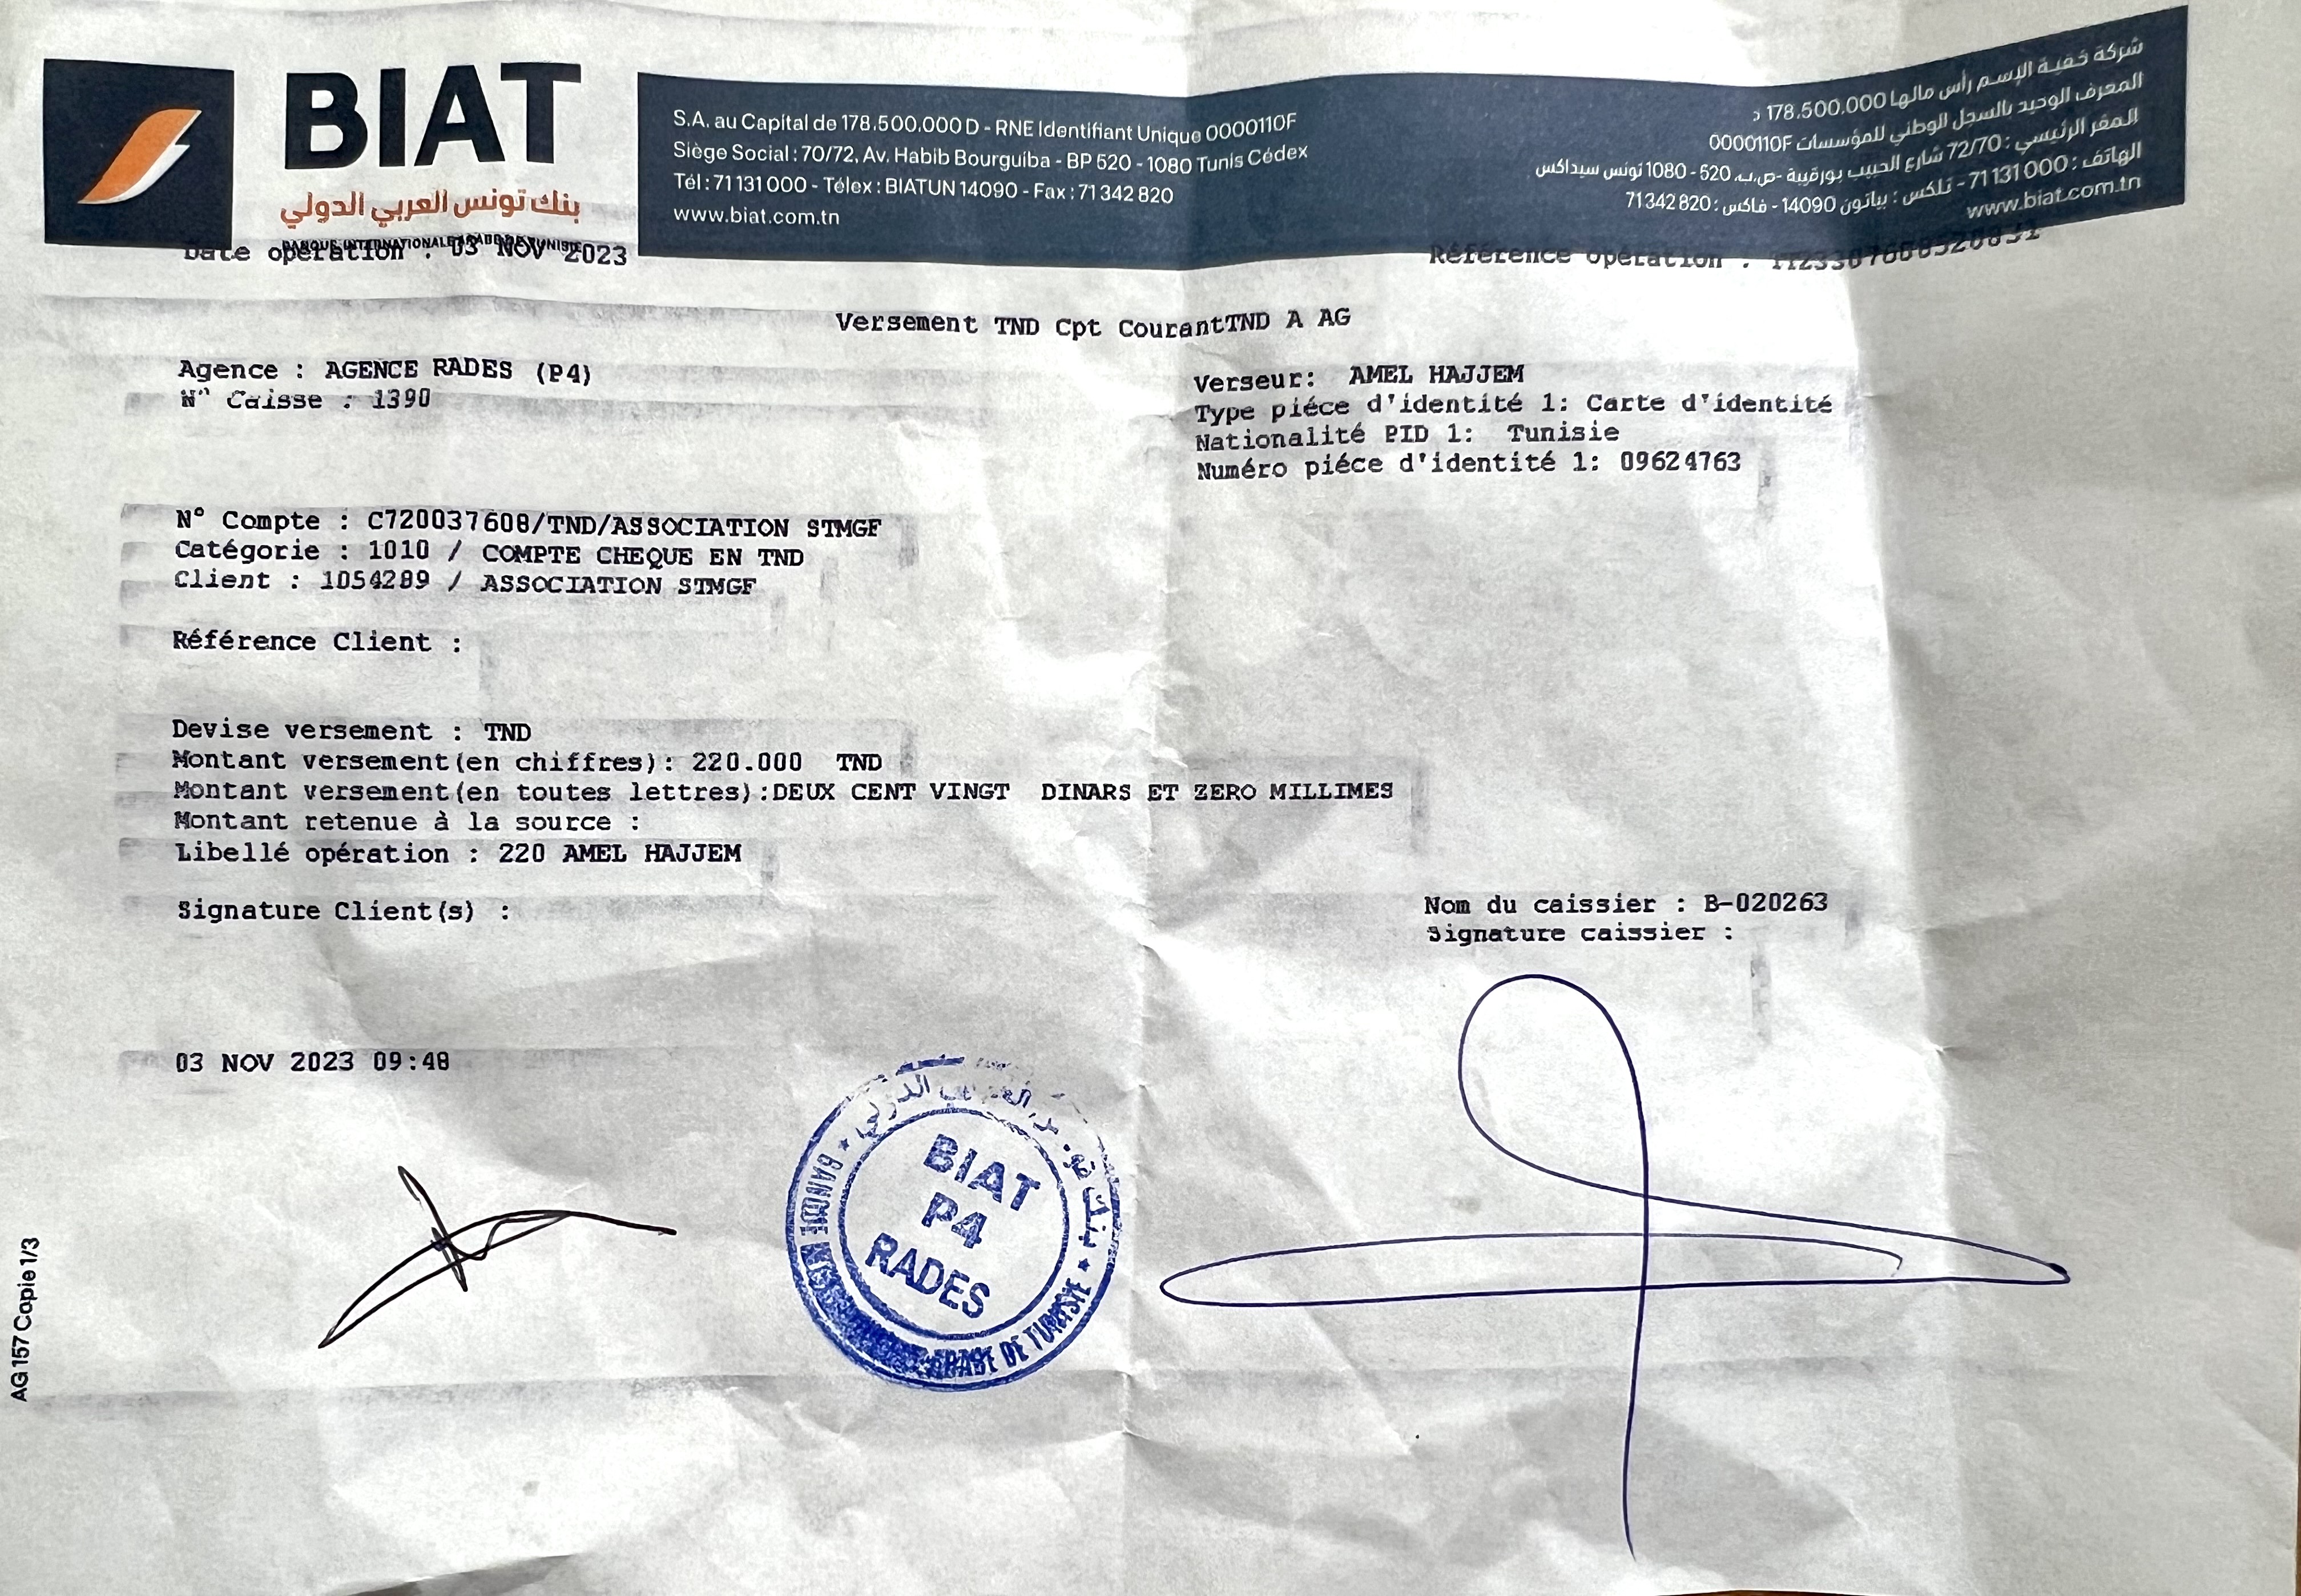 BIAT
بنك تونس العربي الدولي
BANQUE INTERNATIONALE ARABE DE TUNISIE
S.A. au Capital de 178.500.000 D - RNE Identifiant Unique 0000110F
Siège Social : 70/72, Av. Habib Bourguiba - BP 520 - 1080 Tunis Cédex
Tél : 71 131 000 - Télex : BIATUN 14090 - Fax : 71 342 820
www.biat.com.tn
شركة خفية الإسم رأس مالها 178.500.000 د
المعرف الوحيد بالسجل الوطني للمؤسسات 0000110F
المقر الرئيسي : 72/70 شارع الحبيب بورقيبة -ص.ب. 520 - 1080 تونس سيداكس
الهاتف : 71 131 000 - تلكس : بياتون 14090 - فاكس : 71 342 820
www.biat.com.tn
Date opération : 03 NOV 2023
Référence opération :
Versement TND Cpt CourantTND A AG
Agence : AGENCE RADES (P4)
N° Caisse : 1390
Verseur: AMEL HAJJEM
Type piéce d'identité 1: Carte d'identité
Nationalité PID 1: Tunisie
Numéro piéce d'identité 1: 09624763
N° Compte : C720037608/TND/ASSOCIATION STMGF
Catégorie : 1010 / COMPTE CHEQUE EN TND
Client : 1054289 / ASSOCIATION STMGF
Référence Client :
Devise versement : TND
Montant versement(en chiffres): 220.000 TND
Montant versement(en toutes lettres):DEUX CENT VINGT DINARS ET ZERO MILLIMES
Montant retenue à la source :
Libellé opération : 220 AMEL HAJJEM
Signature Client(s) :
Nom du caissier : B-020263
Signature caissier :
03 NOV 2023 09:48
BIAT
P4
RADES
BANQUE ARABE DE TUNISIE
AG 157 Copie 1/3